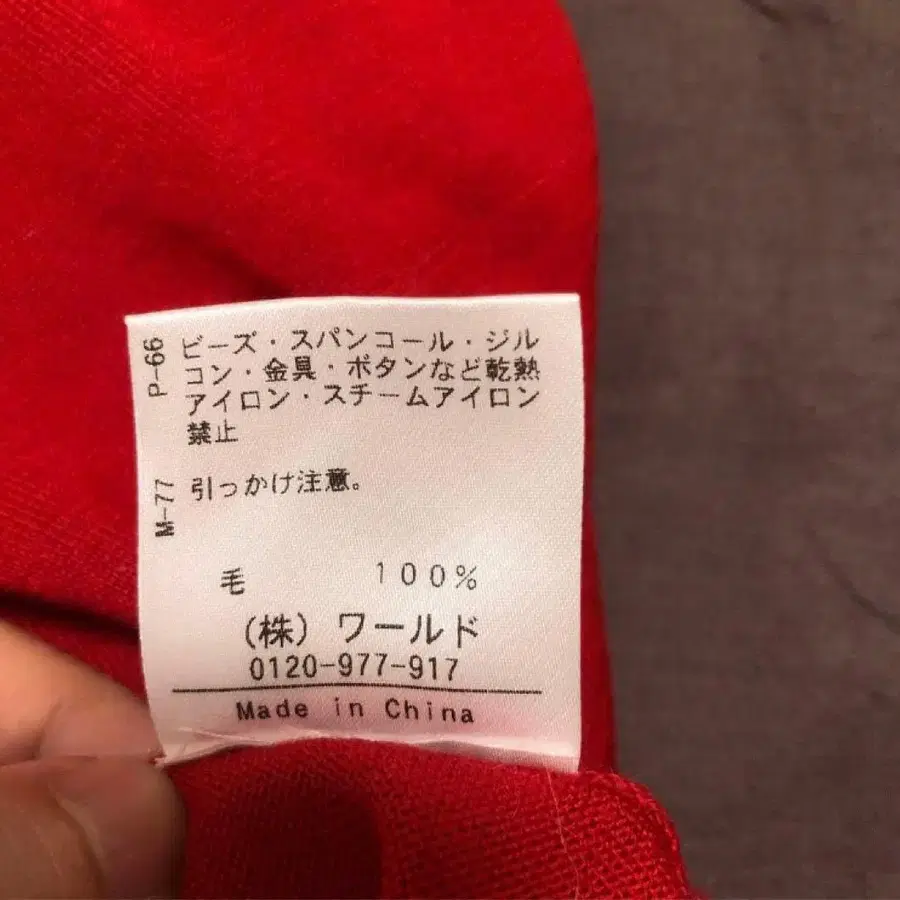 P-66
ビーズ・スパンコール・ジル
コン・金具・ボタンなど乾熱
アイロン・スチームアイロン
禁止
M-77
引っかけ注意。
毛 100%
(株)ワールド
0120-977-917
Made in China